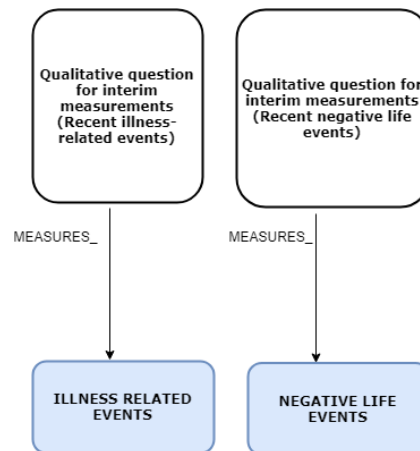 Qualitative question
for interim
measurements
(Recent illness-
related events)
Qualitative question for
interim measurements
(Recent negative life
events)
MEASURES_
MEASURES_
ILLNESS RELATED
EVENTS
NEGATIVE LIFE
EVENTS